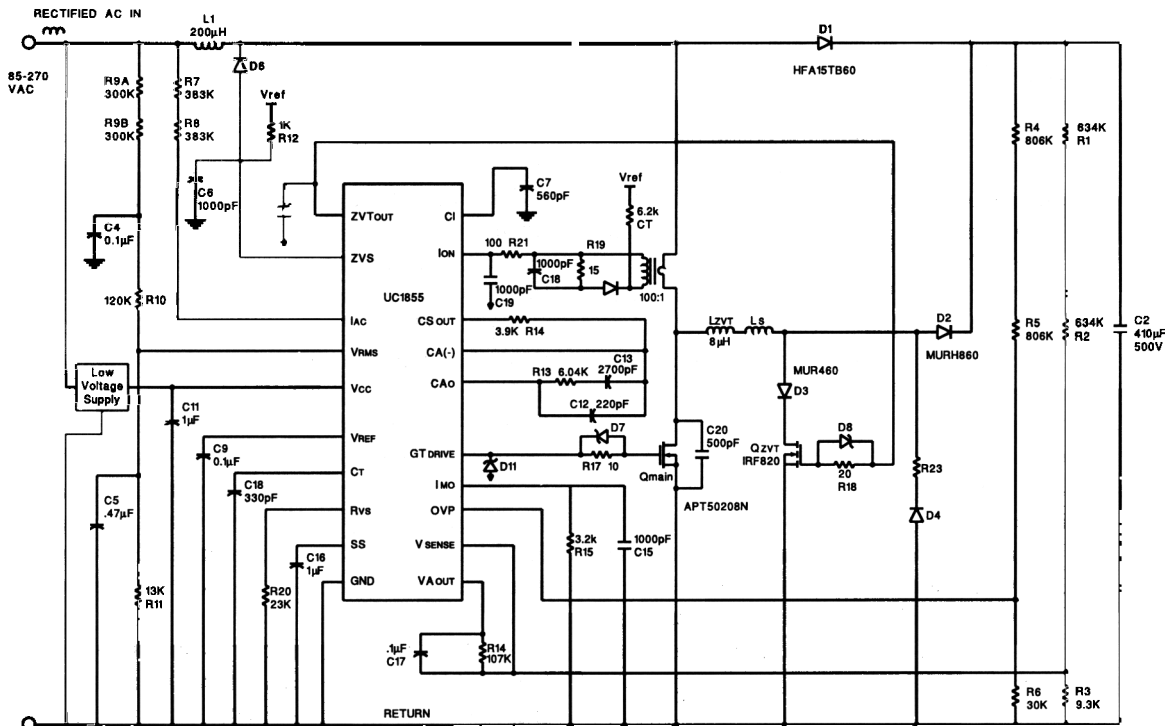 RECTIFIED AC IN
85-270
VAC
L1
200µH
D1
HFA15TB60
D6
R9A
300K
R7
383K
Vref
R9B
300K
R8
383K
1K
R12
R4
806K
634K
R1
C6
1000pF
C7
560pF
Vref
6.2k
CT
C4
0.1µF
ZVTOUT
CI
ZVS
ION
100
R21
R19
15
1000pF
C18
1000pF
C19
100:1
120K
R10
UC1855
IAC
CS OUT
3.9K R14
LZVT
8µH
LS
D2
MURH860
R5
806K
634K
R2
C2
410µF
500V
VRMS
CA(-)
Low
Voltage
Supply
VCC
CAO
R13
6.04K
C13
2700pF
MUR460
D3
C12
220pF
C11
1µF
C9
0.1µF
VREF
D7
C20
500pF
D8
QZVT
IRF820
R23
GT DRIVE
D11
R17
10
Qmain
20
R18
C18
330pF
CT
IMO
APT50208N
C5
.47µF
RVS
OVP
D4
3.2k
R15
1000pF
C15
C16
1µF
SS
V SENSE
13K
R11
R20
23K
GND
VA OUT
.1µF
C17
R14
107K
R6
30K
R3
9.3K
RETURN